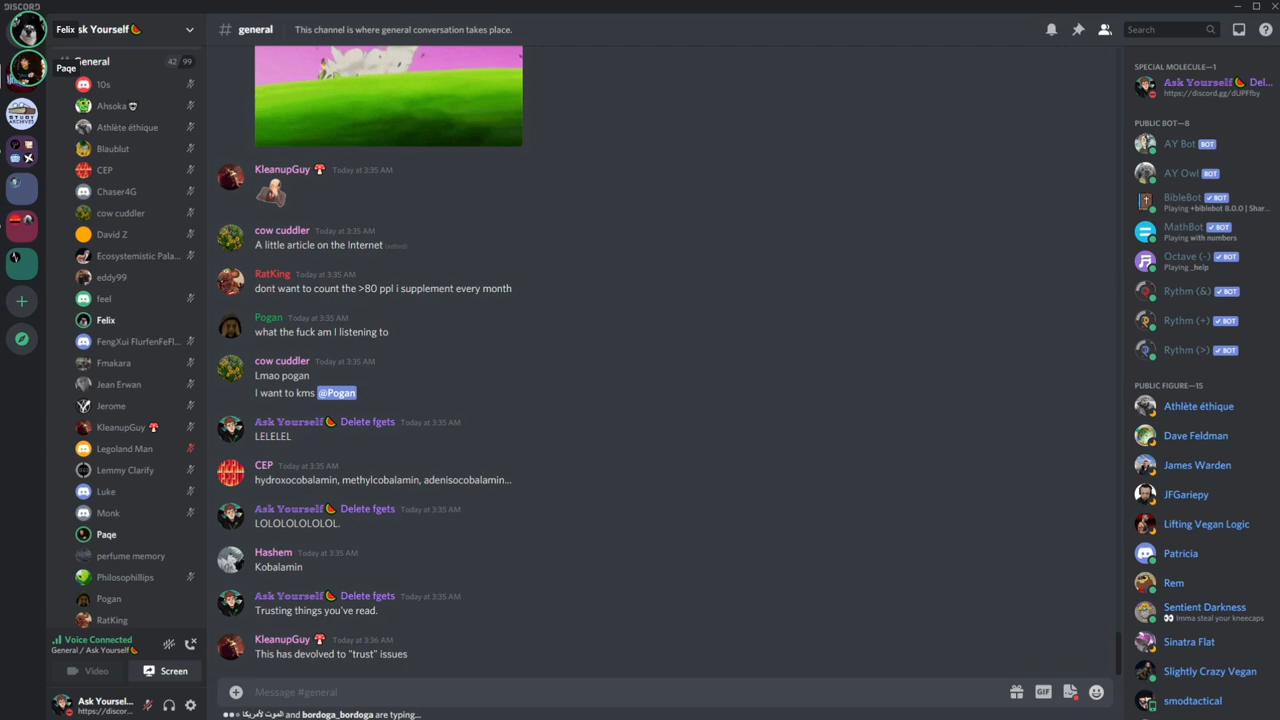 DISCORD
Felix
sk Yourself
Paqe
General 42 99
10s
Ahsoka
Athlète éthique
Blaublut
CEP
Chaser4G
cow cuddler
David Z
Ecosystemistic Pala...
eddy99
feel
Felix
FengXui FlurfenFeFl...
Fmakara
Jean Erwan
Jerome
KleanupGuy
Legoland Man
Lemmy Clarify
Luke
Monk
Paqe
perfume memory
Philosophillips
Pogan
RatKing
Voice Connected
General / Ask Yourself
Video Screen
Ask Yoursel...
https://discor...
# general This channel is where general conversation takes place.
Search
KleanupGuy Today at 3:35 AM
cow cuddler Today at 3:35 AM
A little article on the Internet (edited)
RatKing Today at 3:35 AM
dont want to count the >80 ppl i supplement every month
Pogan Today at 3:35 AM
what the fuck am I listening to
cow cuddler Today at 3:35 AM
Lmao pogan
I want to kms @Pogan
Ask Yourself Delete fgets Today at 3:35 AM
LELELEL
CEP Today at 3:35 AM
hydroxocobalamin, methylcobalamin, adenisocobalamin...
Ask Yourself Delete fgets Today at 3:35 AM
LOLOLOLOLOLOL.
Hashem Today at 3:35 AM
Kobalamin
Ask Yourself Delete fgets Today at 3:35 AM
Trusting things you've read.
KleanupGuy Today at 3:36 AM
This has devolved to "trust" issues
Message #general
GIF
الموت لأمريكا and bordoga_bordoga are typing...
SPECIAL MOLECULE—1
Ask Yourself Del...
https://discord.gg/dUPFfby
PUBLIC BOT—8
AY Bot BOT
AY Owl BOT
BibleBot BOT
Playing +biblebot 8.0.0 | Shar...
MathBot BOT
Playing with numbers
Octave (-) BOT
Playing _help
Rythm (&) BOT
Rythm (+) BOT
Rythm (>) BOT
PUBLIC FIGURE—15
Athlète éthique
Dave Feldman
James Warden
JFGariepy
Lifting Vegan Logic
Patricia
Rem
Sentient Darkness
Imma steal your kneecaps
Sinatra Flat
Slightly Crazy Vegan
smodtactical